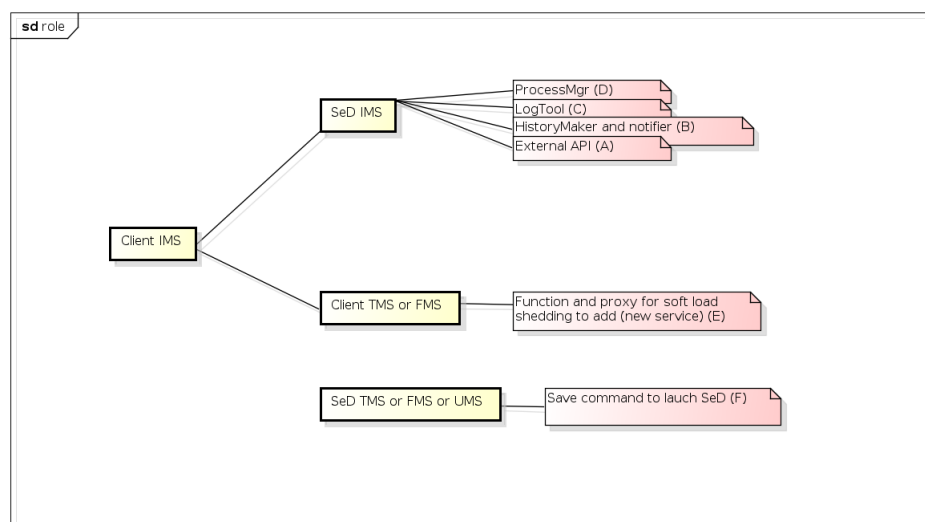 sd role
SeD IMS
ProcessMgr (D)
LogTool (C)
HistoryMaker and notifier (B)
External API (A)
Client IMS
Client TMS or FMS
Function and proxy for soft load
shedding to add (new service) (E)
SeD TMS or FMS or UMS
Save command to lauch SeD (F)